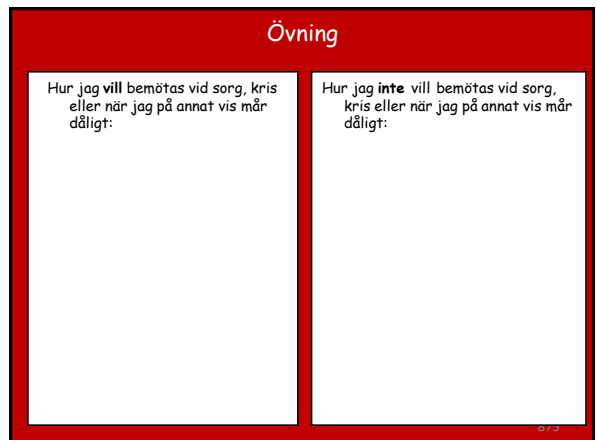 Övning
Hur jag vill bemötas vid sorg, kris
eller när jag på annat vis mår
dåligt:
Hur jag inte vill bemötas vid sorg,
kris eller när jag på annat vis mår
dåligt: